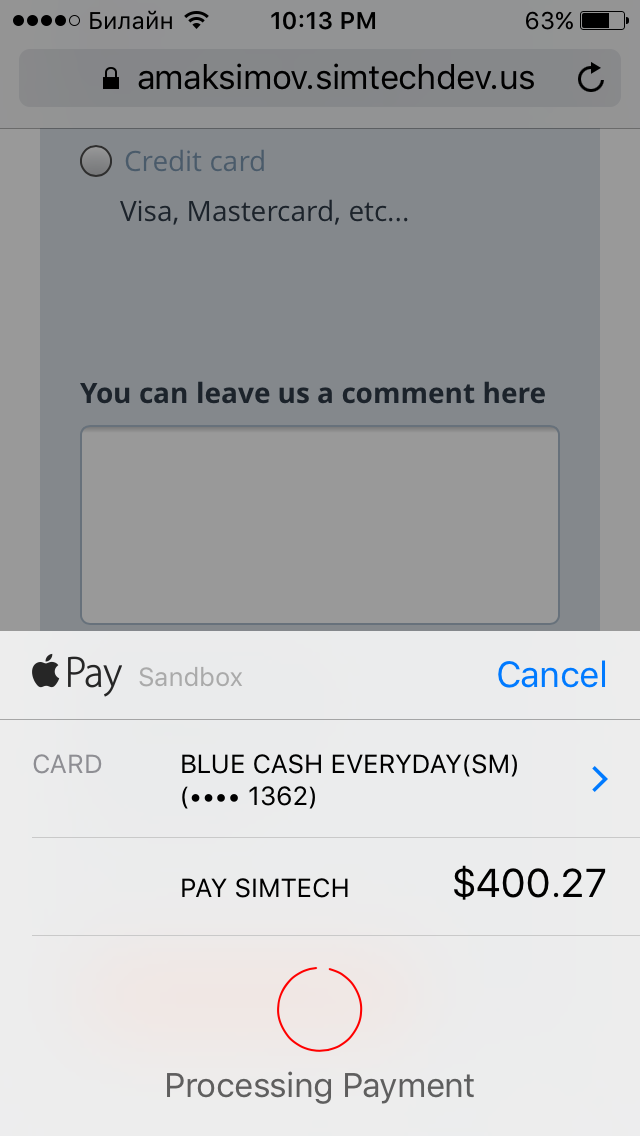 Билайн 10:13 PM 63%
amaksimov.simtechdev.us
Credit card
Visa, Mastercard, etc...
You can leave us a comment here
Pay Sandbox Cancel
CARD BLUE CASH EVERYDAY(SM)
(•••• 1362)
PAY SIMTECH $400.27
Processing Payment